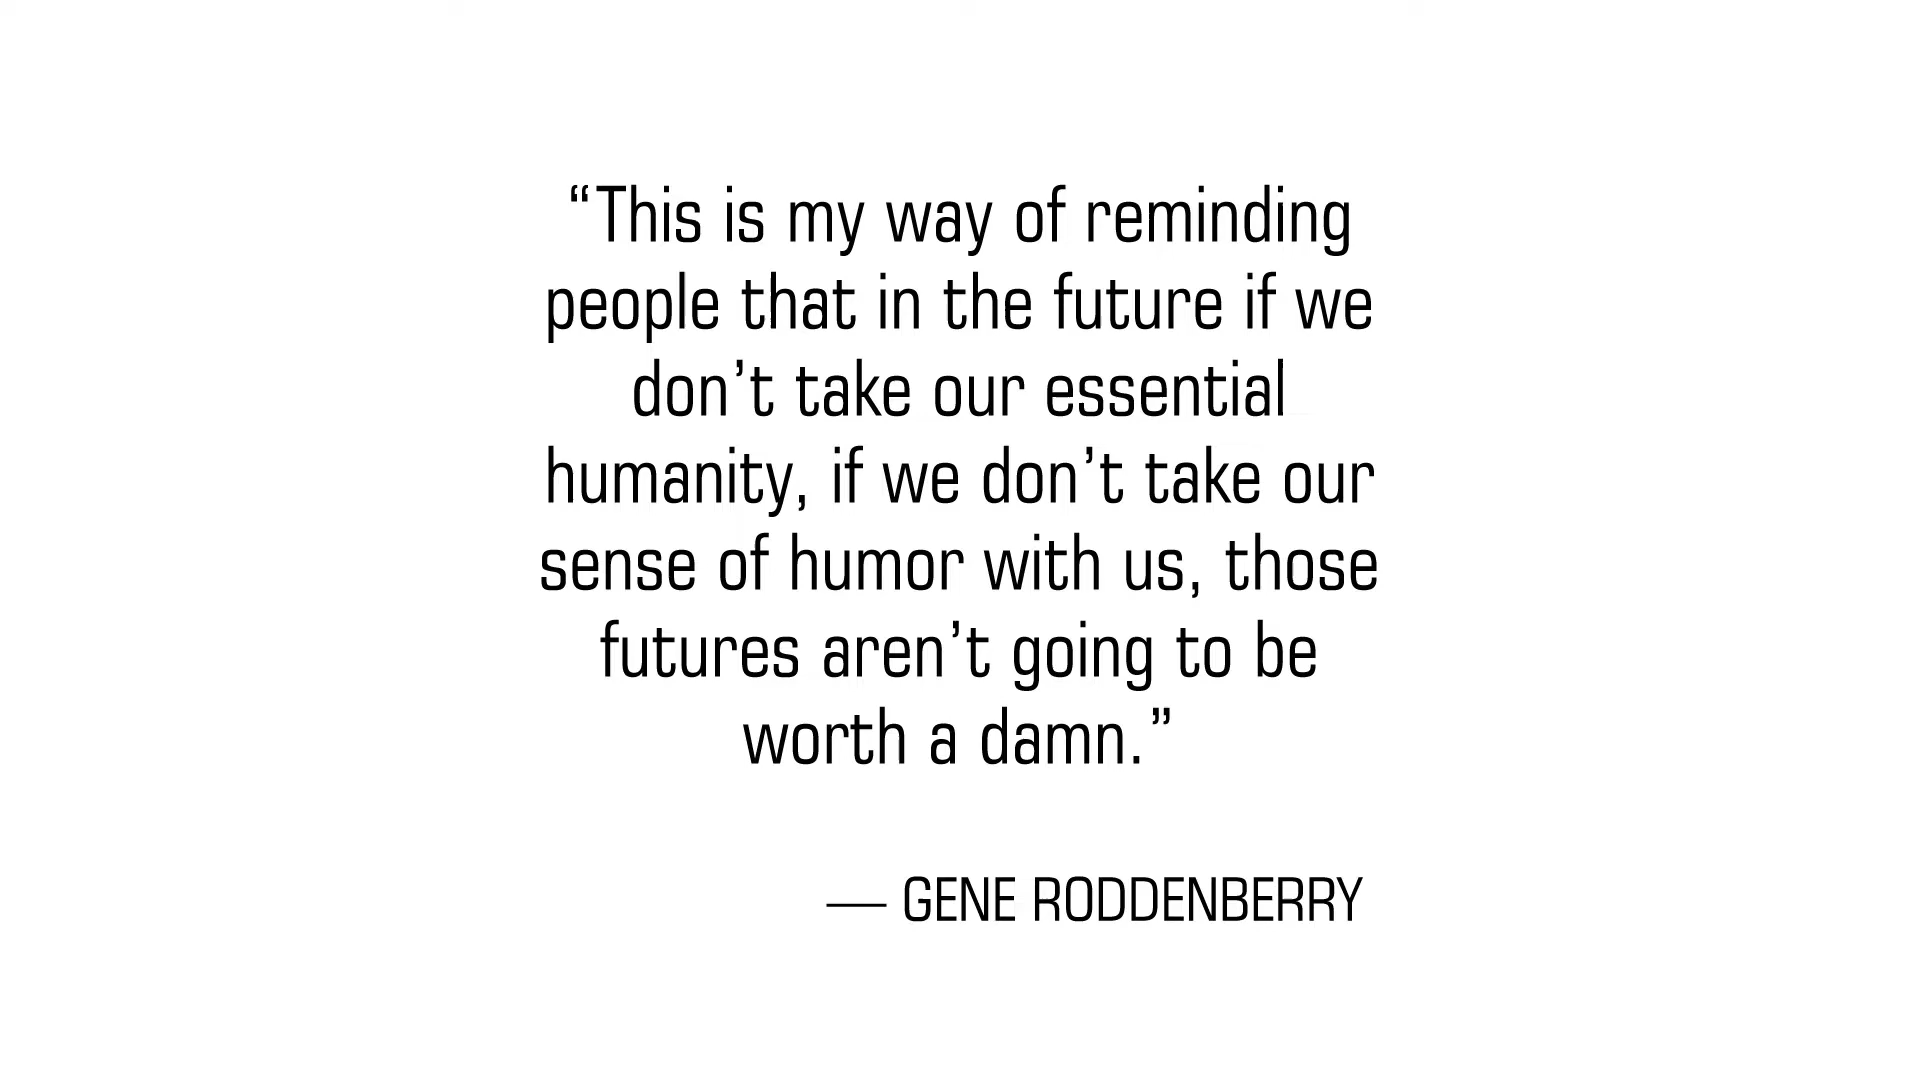 “This is my way of reminding
people that in the future if we
don’t take our essential
humanity, if we don’t take our
sense of humor with us, those
futures aren’t going to be
worth a damn.”
— GENE RODDENBERRY